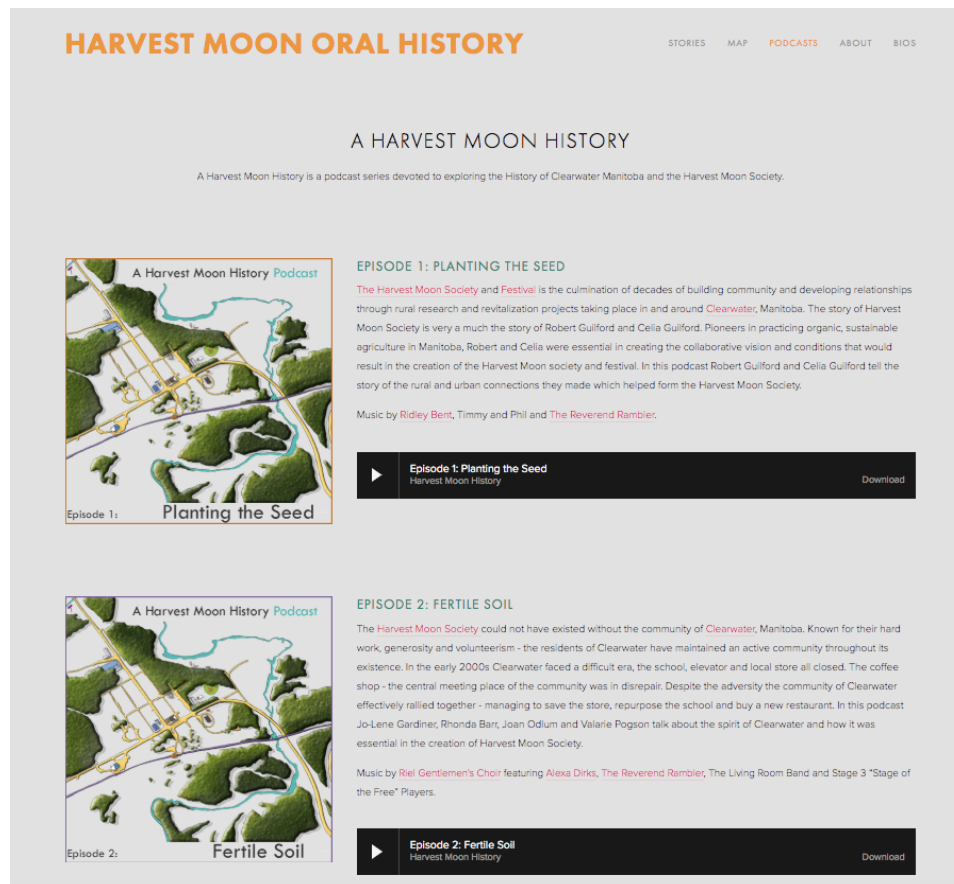 HARVEST MOON ORAL HISTORY
STORIES MAP PODCASTS ABOUT BIOS
A HARVEST MOON HISTORY
A Harvest Moon History is a podcast series devoted to exploring the History of Clearwater Manitoba and the Harvest Moon Society.
A Harvest Moon History Podcast
Episode 1: Planting the Seed
EPISODE 1: PLANTING THE SEED
The Harvest Moon Society and Festival is the culmination of decades of building community and developing relationships
through rural research and revitalization projects taking place in and around Clearwater, Manitoba. The story of Harvest
Moon Society is very a much the story of Robert Guilford and Celia Guilford. Pioneers in practicing organic, sustainable
agriculture in Manitoba, Robert and Celia were essential in creating the collaborative vision and conditions that would
result in the creation of the Harvest Moon society and festival. In this podcast Robert Guilford and Celia Guilford tell the
story of the rural and urban connections they made which helped form the Harvest Moon Society.
Music by Ridley Bent, Timmy and Phil and The Reverend Rambler.
Episode 1: Planting the Seed
Harvest Moon History
Download
A Harvest Moon History Podcast
Episode 2: Fertile Soil
EPISODE 2: FERTILE SOIL
The Harvest Moon Society could not have existed without the community of Clearwater, Manitoba. Known for their hard
work, generosity and volunteerism - the residents of Clearwater have maintained an active community throughout its
existence. In the early 2000s Clearwater faced a difficult era, the school, elevator and local store all closed. The coffee
shop - the central meeting place of the community was in disrepair. Despite the adversity the community of Clearwater
effectively rallied together - managing to save the store, repurpose the school and buy a new restaurant. In this podcast
Jo-Lene Gardiner, Rhonda Barr, Joan Odium and Valarie Pogson talk about the spirit of Clearwater and how it was
essential in the creation of Harvest Moon Society.
Music by Riel Gentlemen's Choir featuring Alexa Dirks, The Reverend Rambler, The Living Room Band and Stage 3 "Stage of
the Free" Players.
Episode 2: Fertile Soil
Harvest Moon History
Download